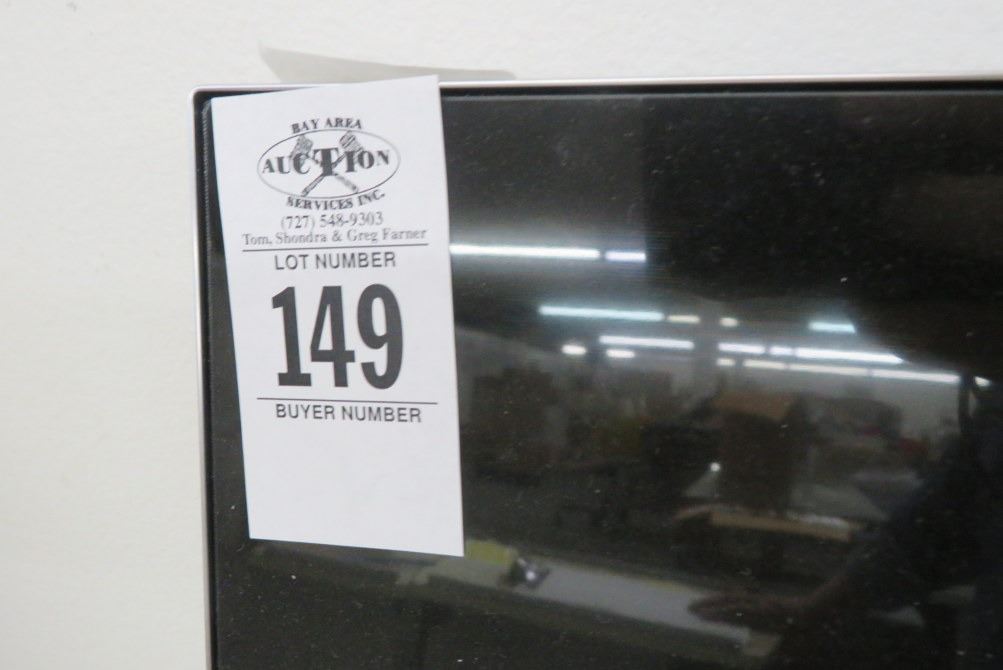 BAY AREA
AUCTION
SERVICES INC.
(727) 548-9303
Tom, Shondra & Greg Farner
LOT NUMBER
149
BUYER NUMBER